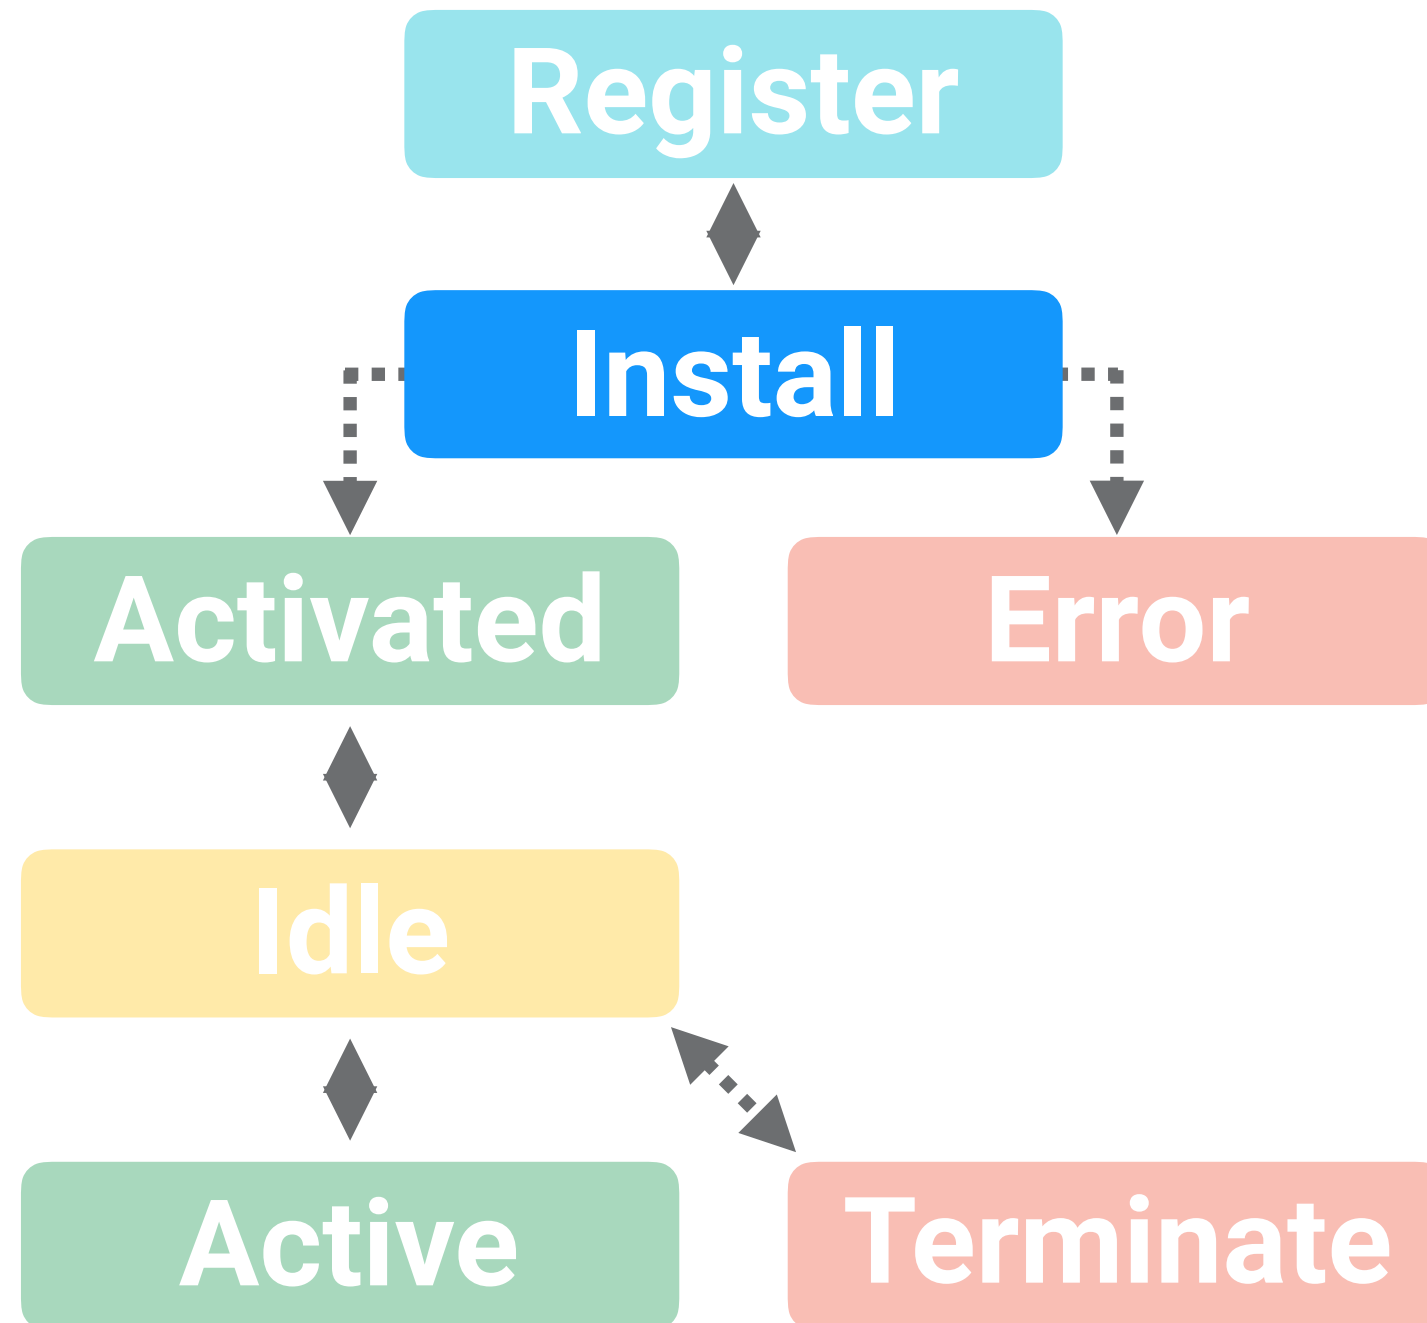 Register
Install
Activated
Error
Idle
Active
Terminate